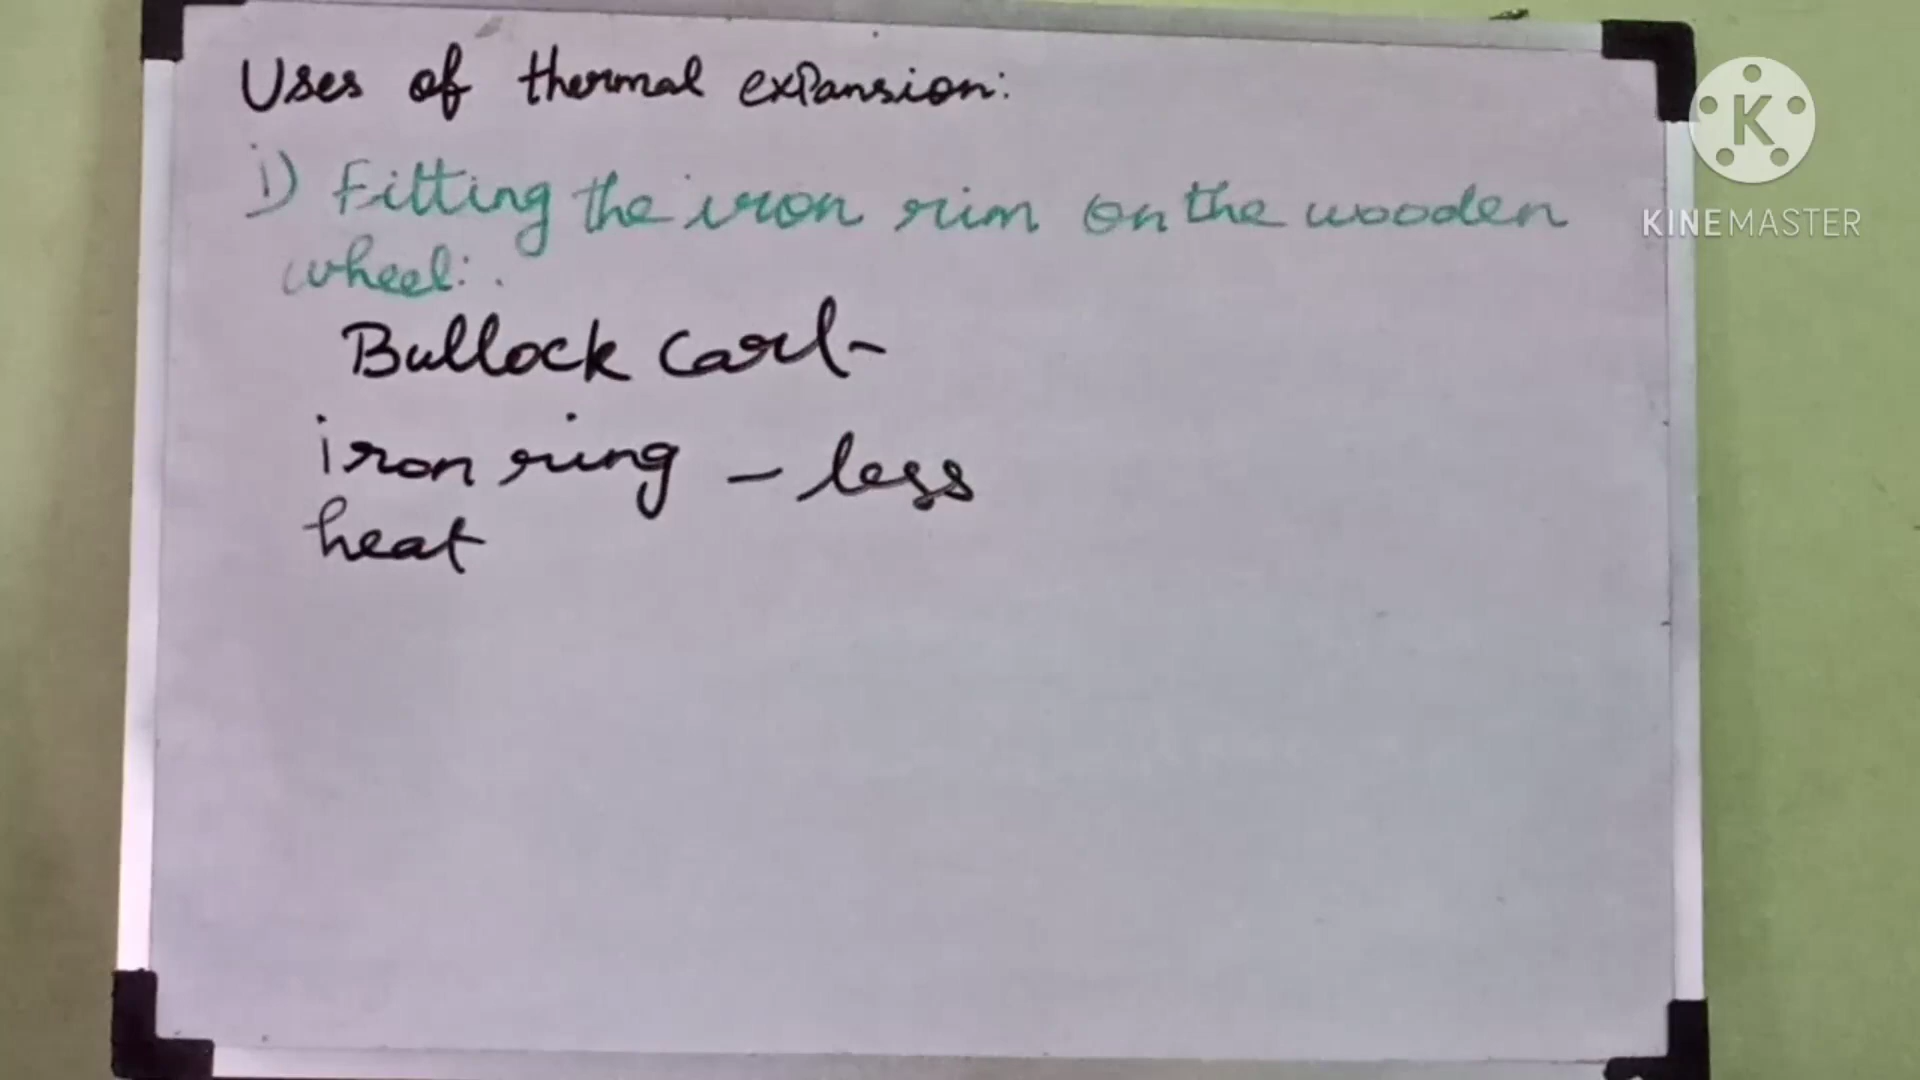 Uses of thermal expansion:
i) Fitting the iron rim on the wooden
wheel:.
Bullock cart-
iron ring - less
heat
K
KINEMASTER